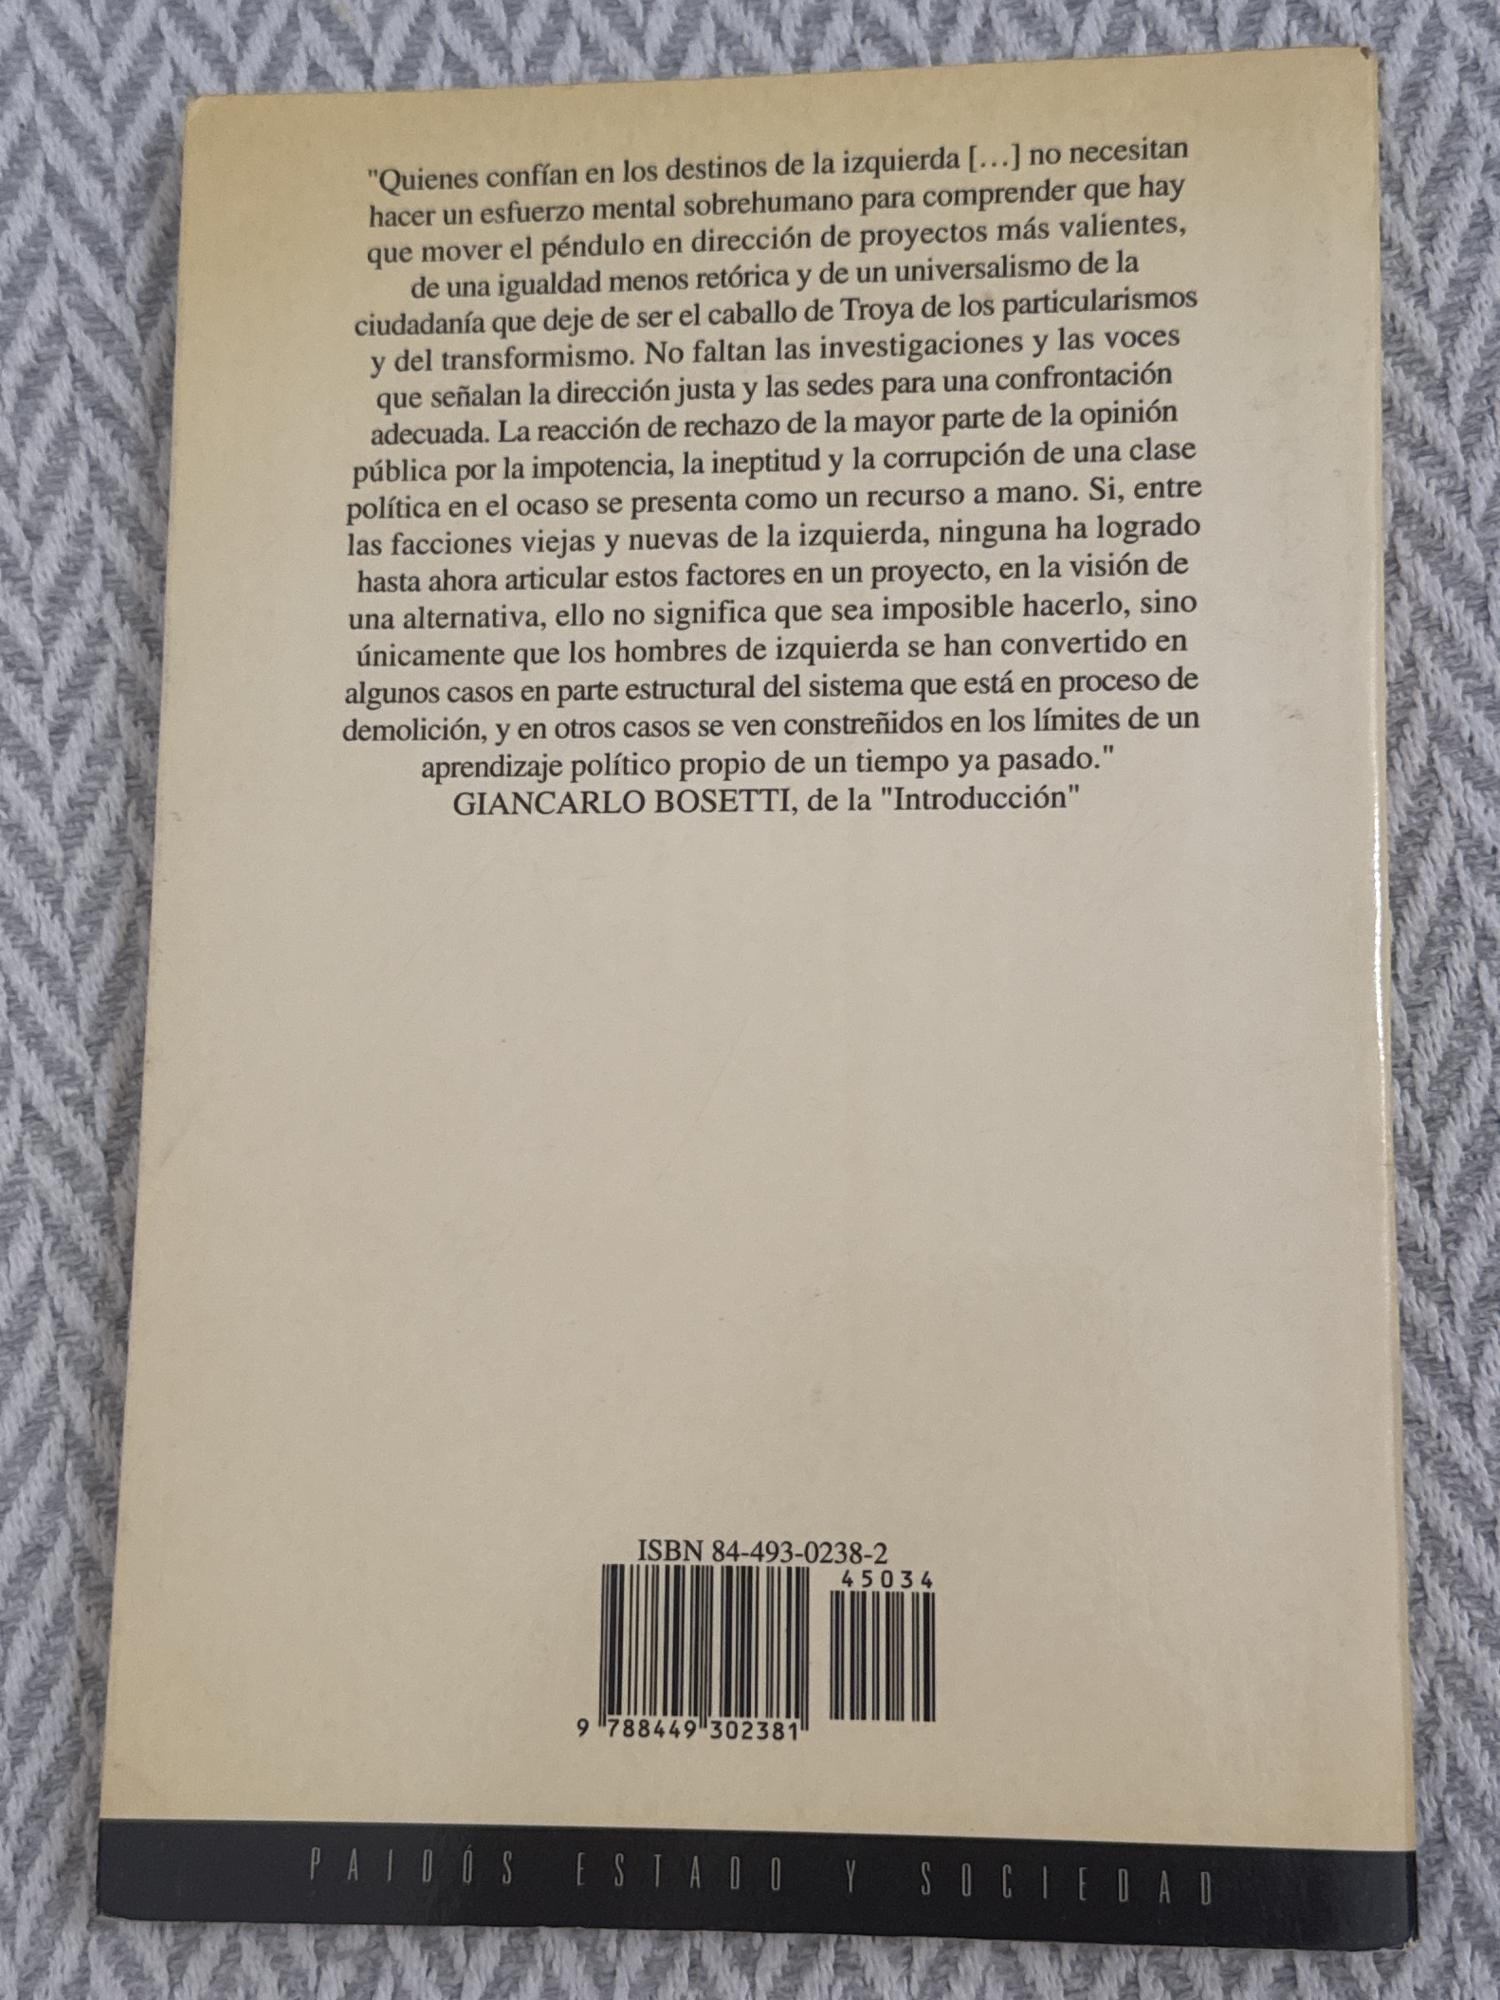 "Quienes confían en los destinos de la izquierda [...] no necesitan
hacer un esfuerzo mental sobrehumano para comprender que hay
que mover el péndulo en dirección de proyectos más valientes,
de una igualdad menos retórica y de un universalismo de la
ciudadanía que deje de ser el caballo de Troya de los particularismos
y del transformismo. No faltan las investigaciones y las voces
que señalan la dirección justa y las sedes para una confrontación
adecuada. La reacción de rechazo de la mayor parte de la opinión
pública por la impotencia, la ineptitud y la corrupción de una clase
política en el ocaso se presenta como un recurso a mano. Si, entre
las facciones viejas y nuevas de la izquierda, ninguna ha logrado
hasta ahora articular estos factores en un proyecto, en la visión de
una alternativa, ello no significa que sea imposible hacerlo, sino
únicamente que los hombres de izquierda se han convertido en
algunos casos en parte estructural del sistema que está en proceso de
demolición, y en otros casos se ven constreñidos en los límites de un
aprendizaje político propio de un tiempo ya pasado."
GIANCARLO BOSETTI, de la "Introducción"
ISBN 84-493-0238-2
45034
9 788449 302381
PAIDÓS ESTADO Y SOCIEDAD